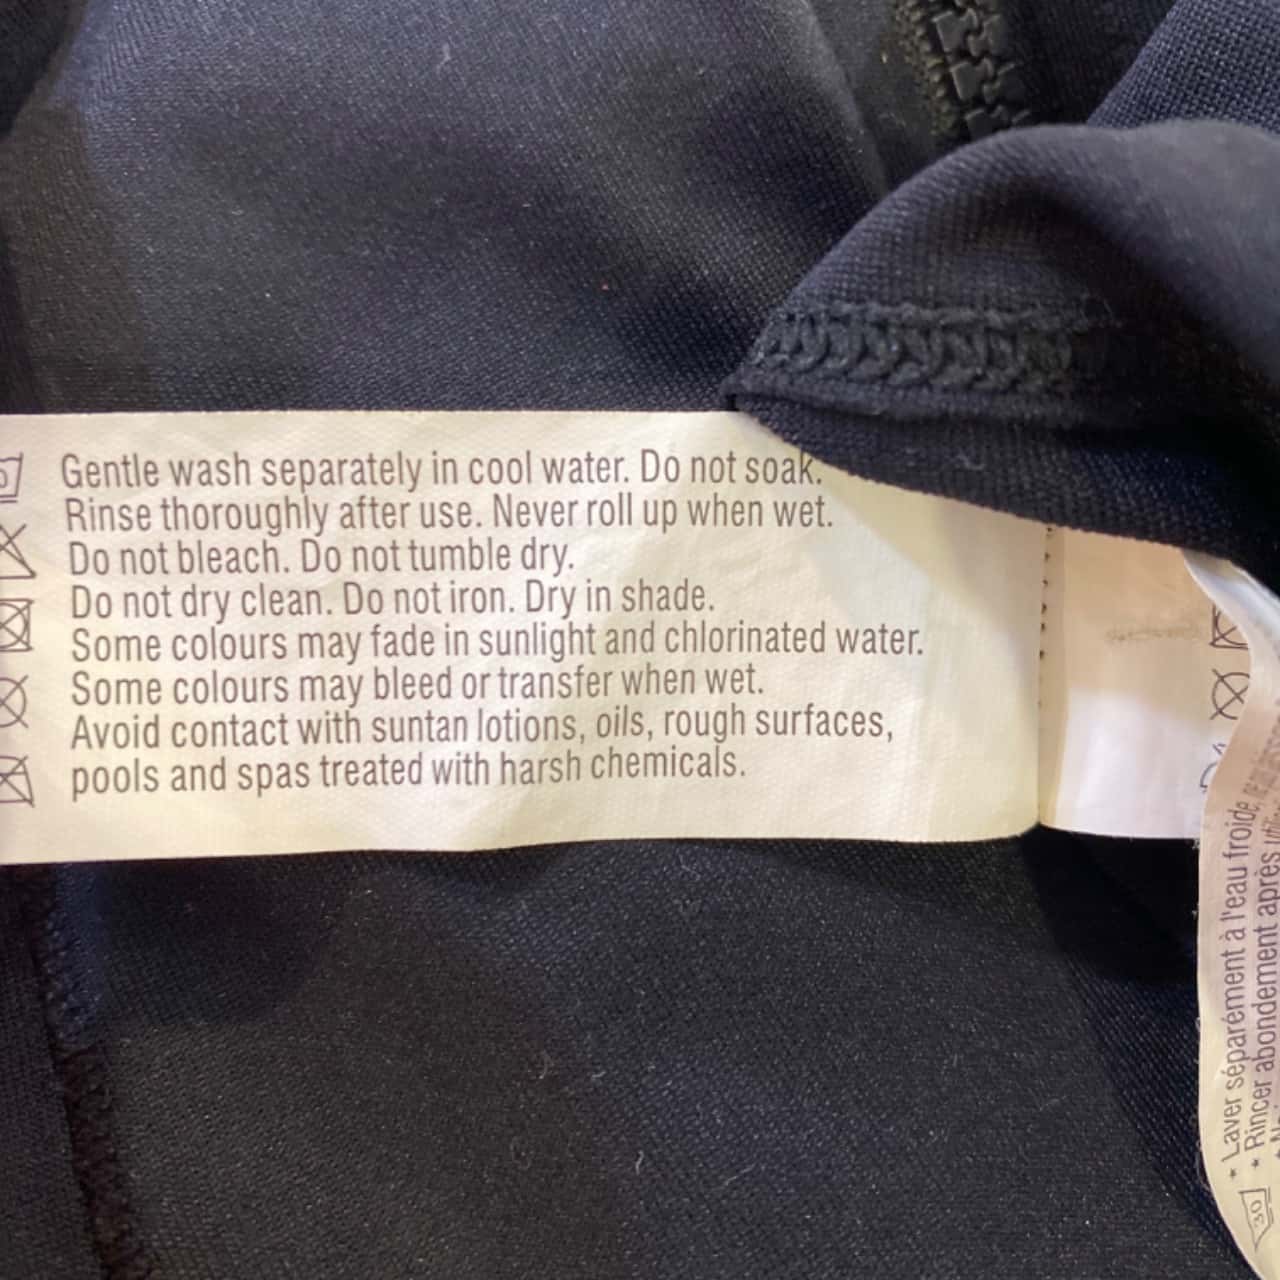 Gentle wash separately in cool water. Do not soak.
Rinse thoroughly after use. Never roll up when wet.
Do not bleach. Do not tumble dry.
Do not dry clean. Do not iron. Dry in shade.
Some colours may fade in sunlight and chlorinated water.
Some colours may bleed or transfer when wet.
Avoid contact with suntan lotions, oils, rough surfaces,
pools and spas treated with harsh chemicals.
* Laver séparément à l'eau froide,
* Rincer abondement après
30